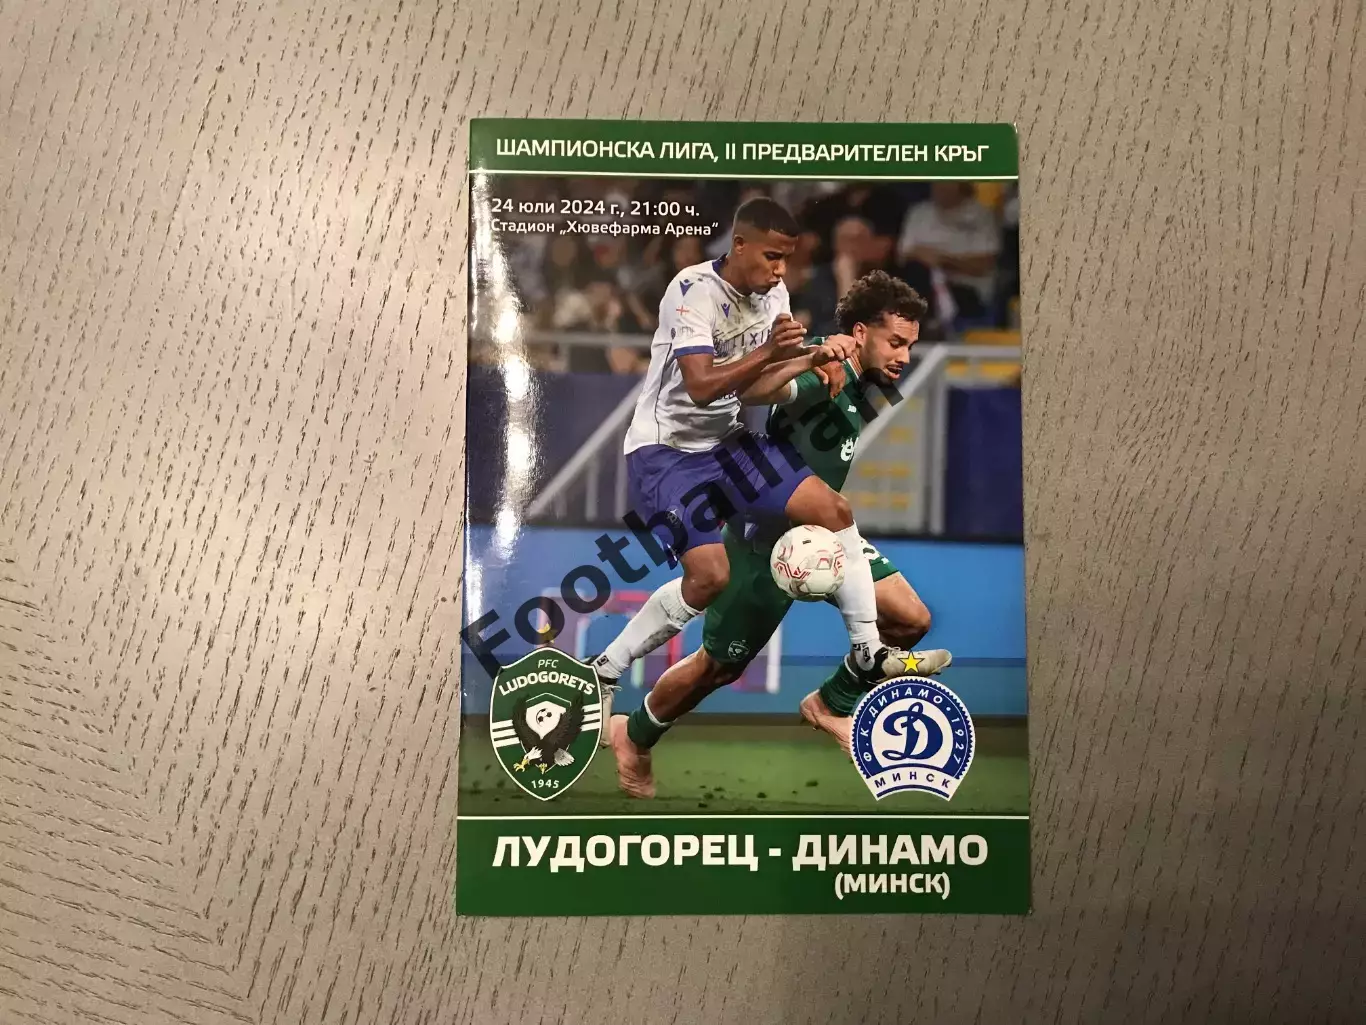 ШАМПИОНСКА ЛИГА, II ПРЕДВАРИТЕЛЕН КРЪГ
24 юли 2024 г., 21:00 ч.
Стадион „Хювефарма Арена“
Footballfan
PFC
LUDOGORETS
1945
Ф.К. ДИНАМО • 1927
Д
МИНСК
ЛУДОГОРЕЦ - ДИНАМО
(МИНСК)